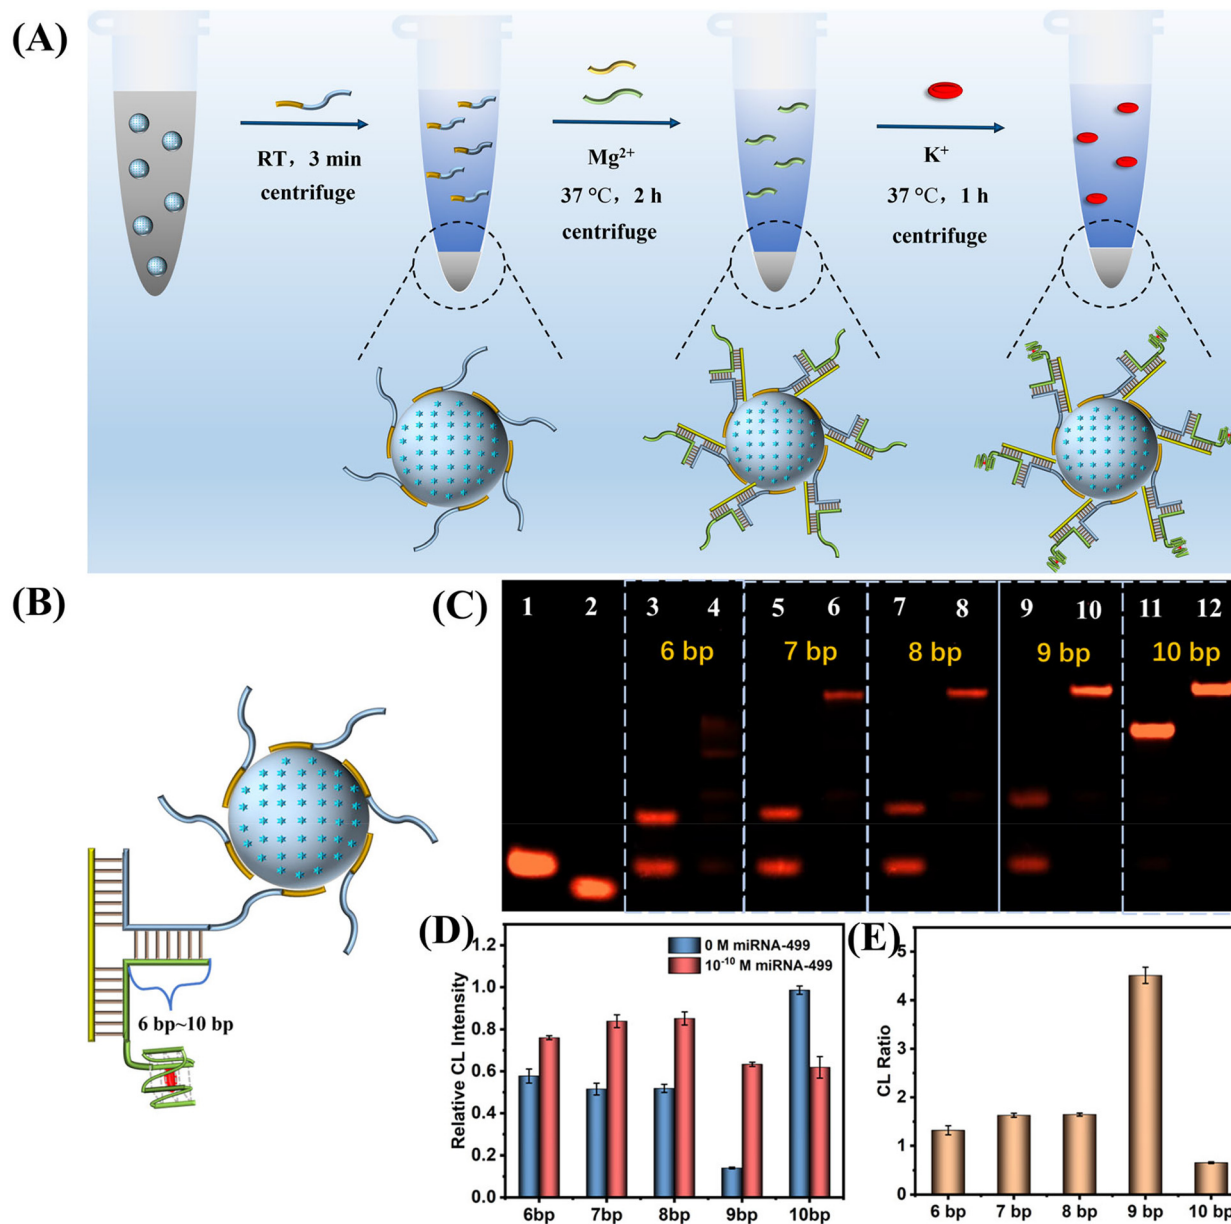 (A)
RT, 3 min
centrifuge
Mg²⁺
37 °C, 2 h
centrifuge
K⁺
37 °C, 1 h
centrifuge
(B)
6 bp~10 bp
(C)
1 2 3 4 5 6 7 8 9 10 11 12
6 bp 7 bp 8 bp 9 bp 10 bp
(D)
0 M miRNA-499
10⁻¹⁰ M miRNA-499
Relative CL Intensity
1.2
1.0
0.8
0.6
0.4
0.2
0.0
6bp 7bp 8bp 9bp 10bp
(E)
CL Ratio
5
4
3
2
1
0
6 bp 7 bp 8 bp 9 bp 10 bp